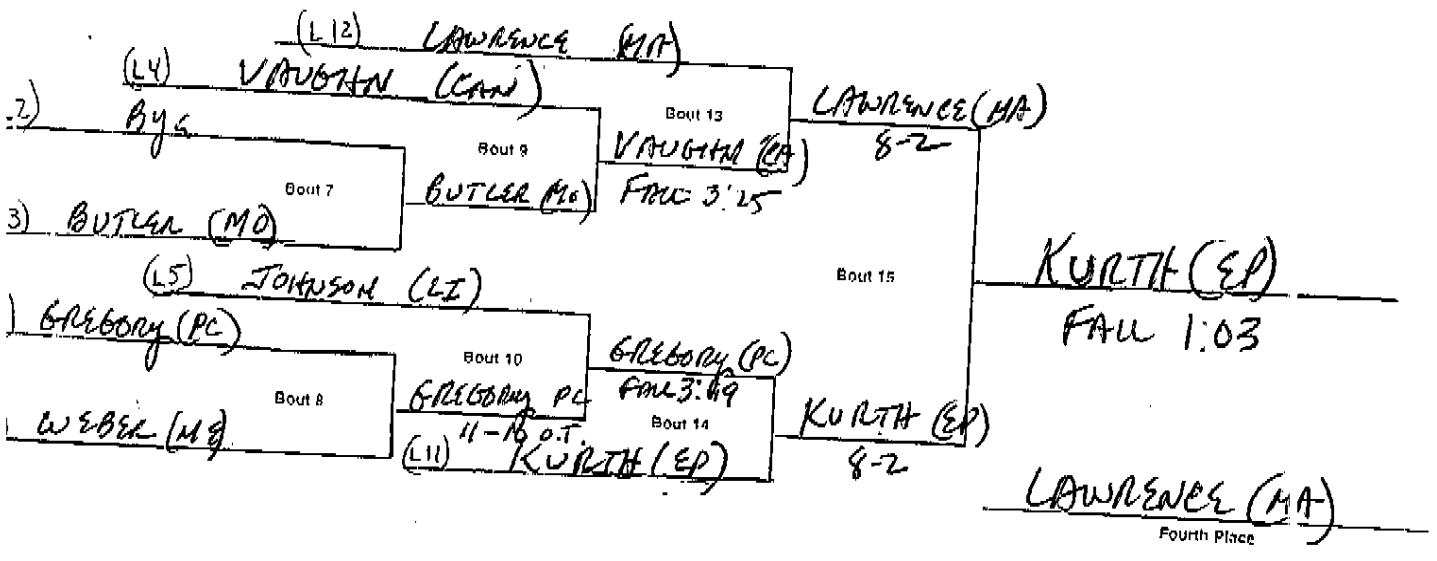 (L12) LAWRENCE (MA)
(L4) VAUGHN (CAN)
2) BYE
Bout 13
LAWRENCE (MA)
8-2
Bout 9
VAUGHN (CA)
FALL 3:25
Bout 7
BUTLER (MO)
3) BUTLER (MO)
(L5) JOHNSON (LI)
Bout 15
KURTH (EP)
FALL 1:03
) GREGORY (PC)
Bout 10
GREGORY (PC)
FALL 3:49
Bout 8
GREGORY PC
11-10 O.T.
Bout 14
KURTH (EP)
8-2
) WEBER (ME)
(L11) KURTH (EP)
LAWRENCE (MA)
Fourth Place